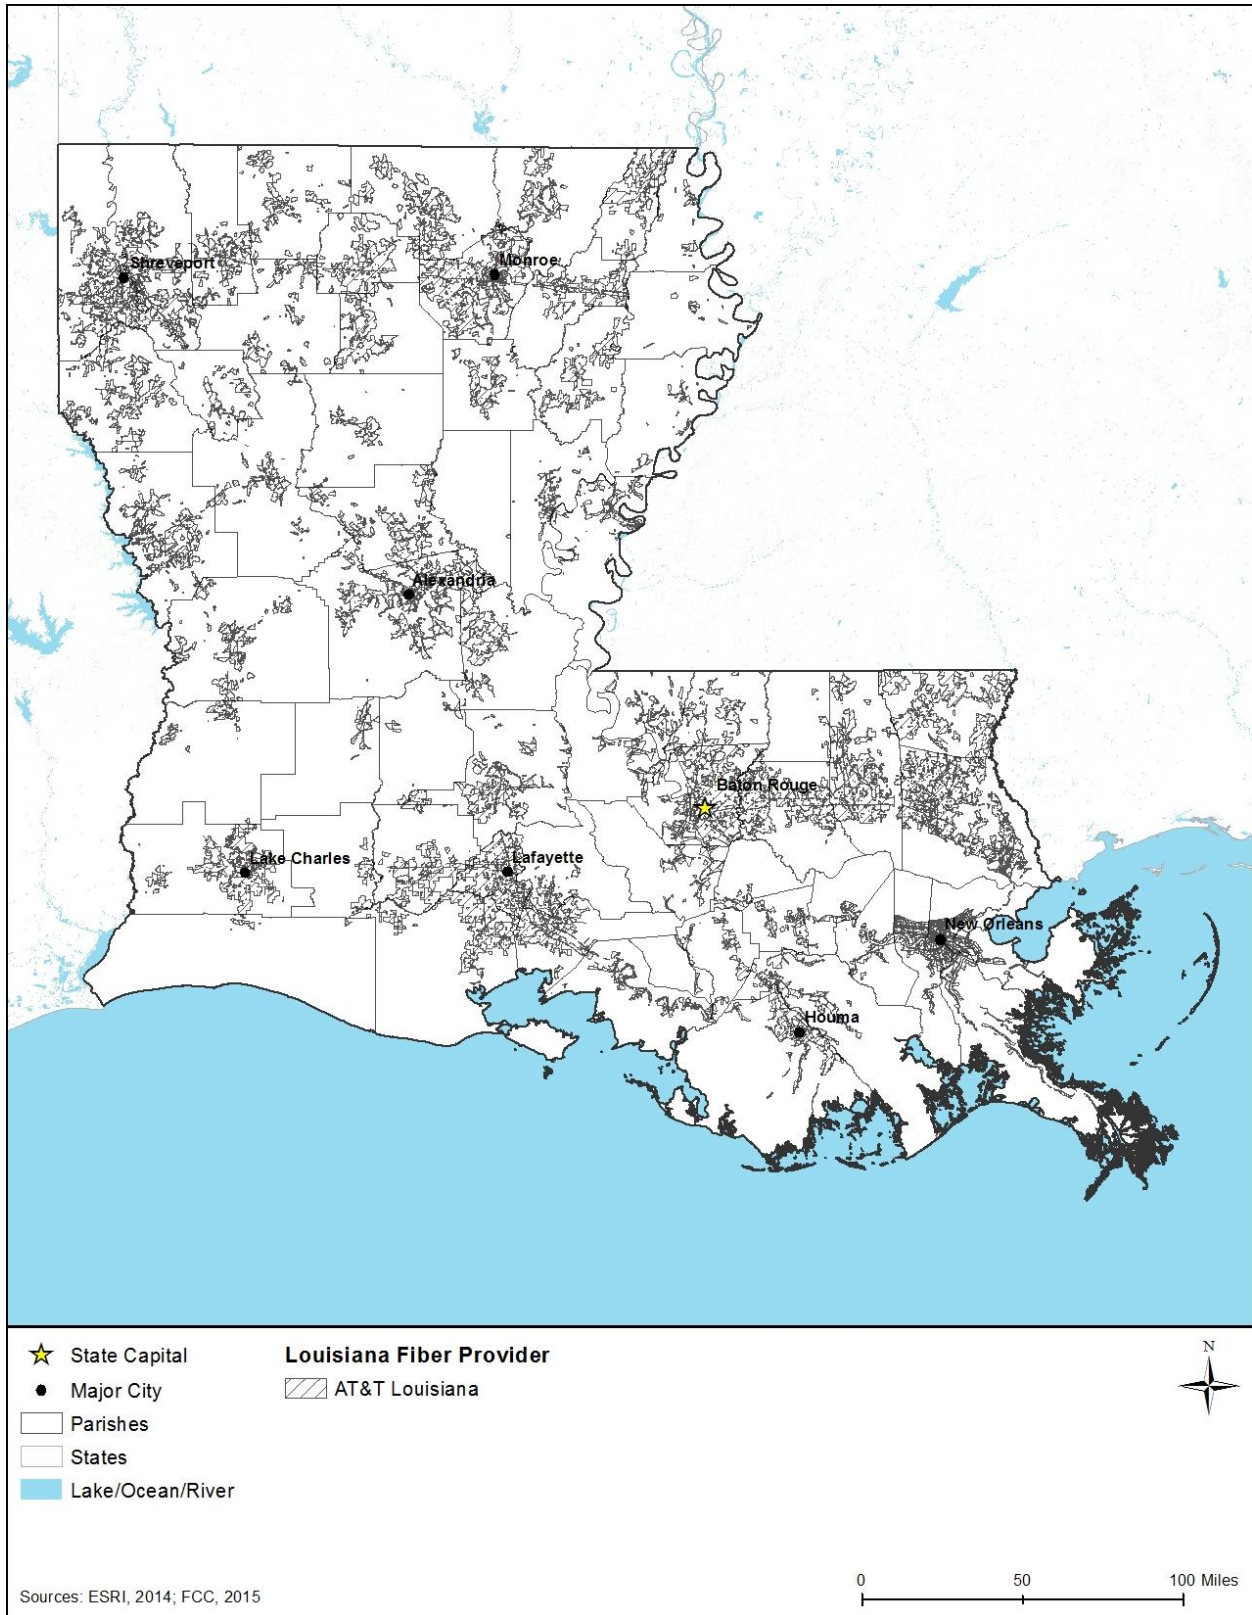 Shreveport
Monroe
Alexandria
Baton Rouge
Lake Charles
Lafayette
New Orleans
Houma
State Capital
Major City
Parishes
States
Lake/Ocean/River
Louisiana Fiber Provider
AT&T Louisiana
N
Sources: ESRI, 2014; FCC, 2015
0 50 100 Miles